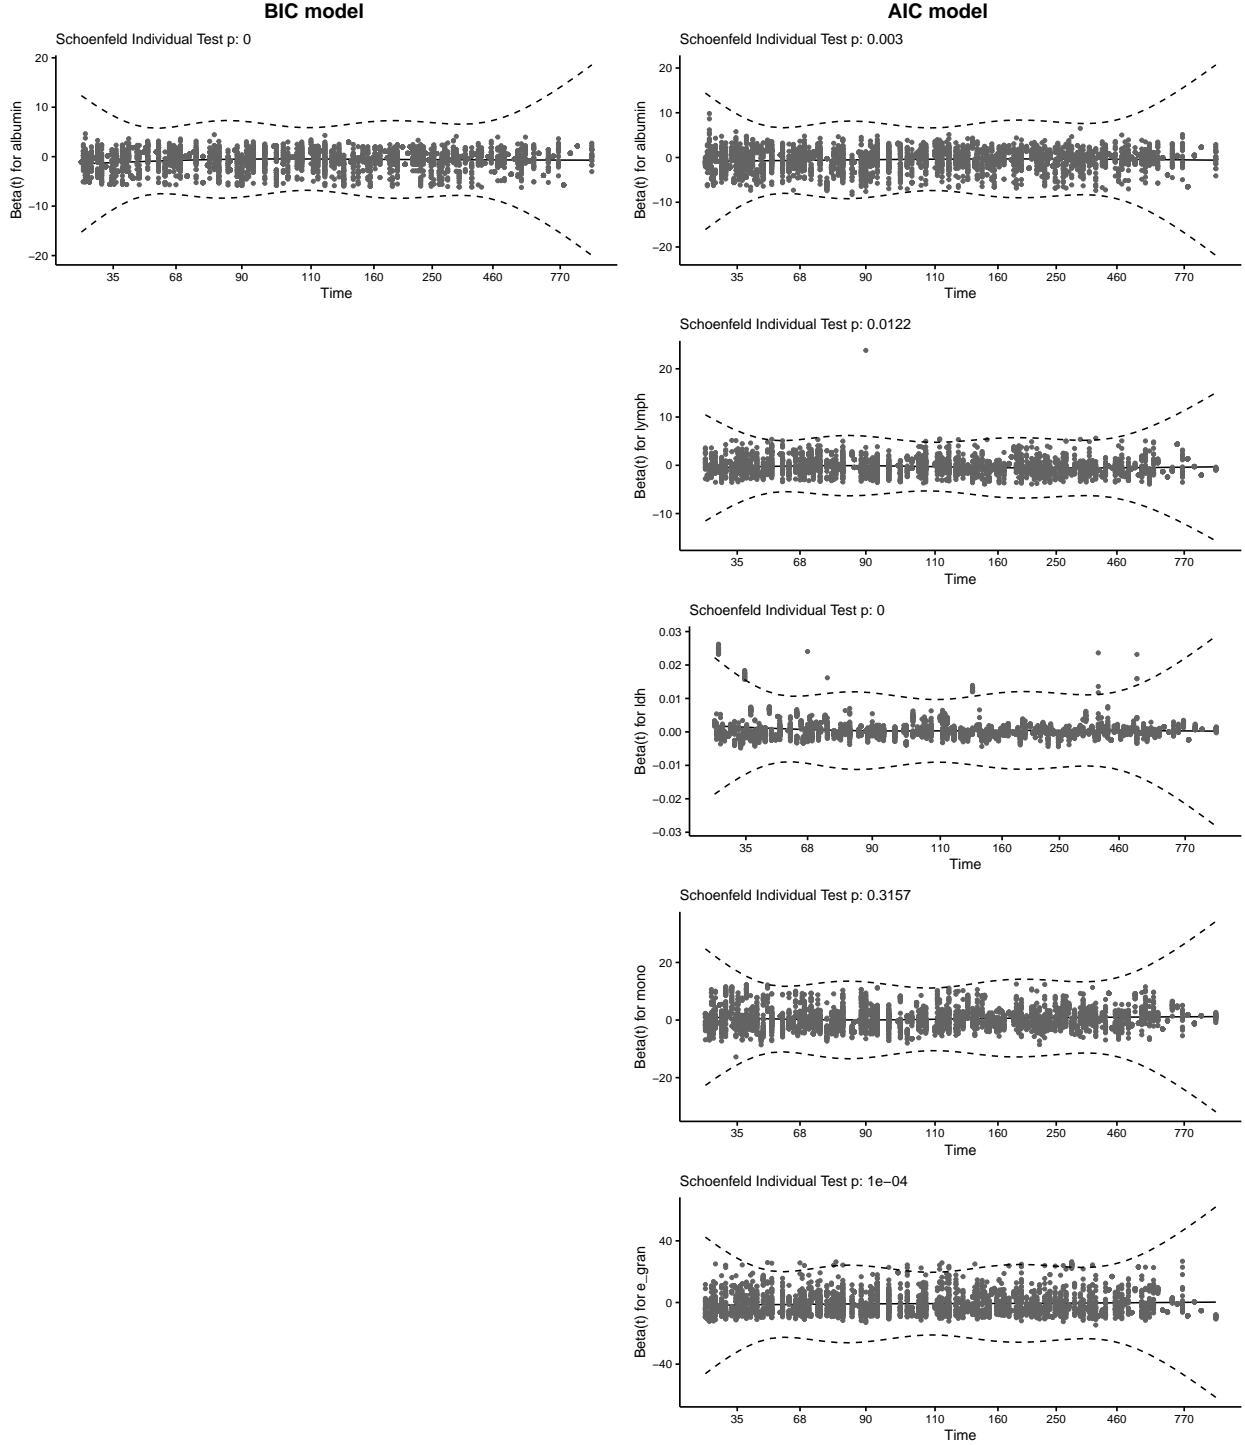 BIC model
AIC model
Schoenfeld Individual Test p: 0
20
10
0
−10
−20
Beta(t) for albumin
35 68 90 110 160 250 460 770
Time
Schoenfeld Individual Test p: 0.003
20
10
0
−10
−20
Beta(t) for albumin
35 68 90 110 160 250 460 770
Time
Schoenfeld Individual Test p: 0.0122
20
10
0
−10
Beta(t) for lymph
35 68 90 110 160 250 460 770
Time
Schoenfeld Individual Test p: 0
0.03
0.02
0.01
0.00
−0.01
−0.02
−0.03
Beta(t) for ldh
35 68 90 110 160 250 460 770
Time
Schoenfeld Individual Test p: 0.3157
20
0
−20
Beta(t) for mono
35 68 90 110 160 250 460 770
Time
Schoenfeld Individual Test p: 1e−04
40
20
0
−40
Beta(t) for e_gran
35 68 90 110 160 250 460 770
Time